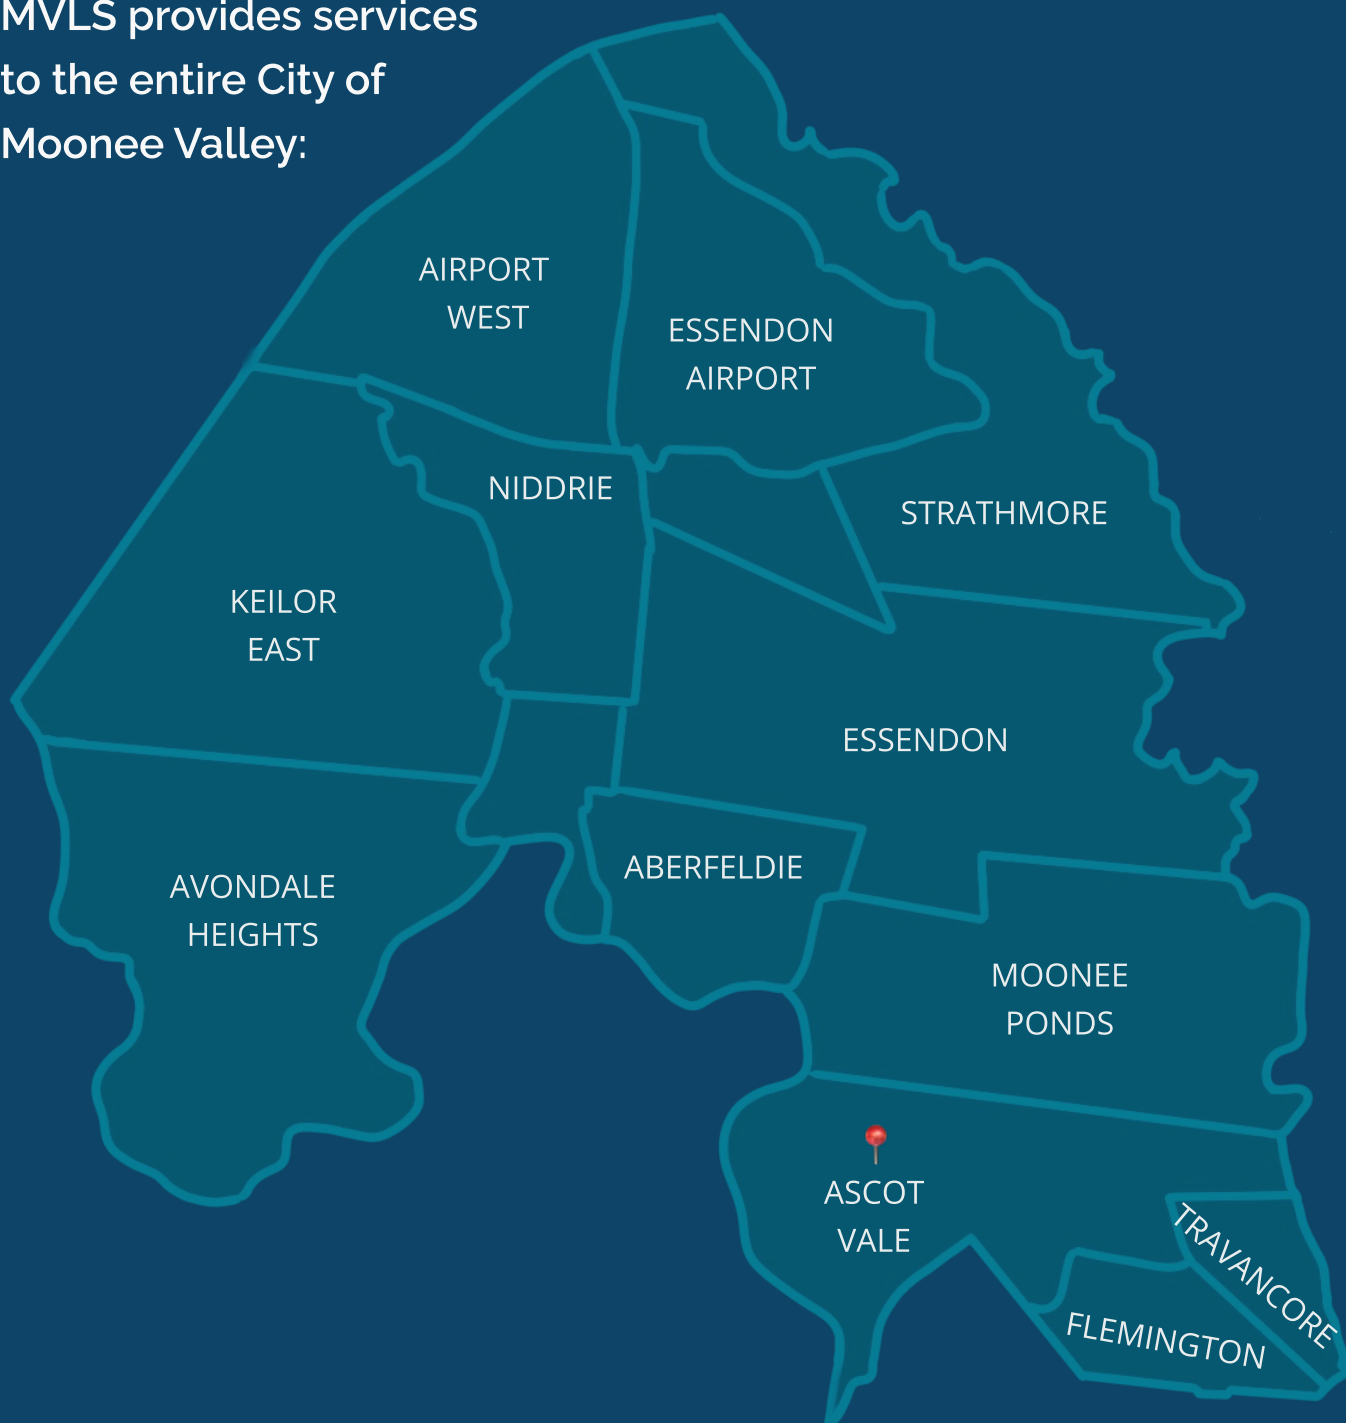 MVLS provides services
to the entire City of
Moonee Valley:
AIRPORT
WEST
ESSENDON
AIRPORT
NIDDRIE
STRATHMORE
KEILOR
EAST
ESSENDON
AVONDALE
HEIGHTS
ABERFELDIE
MOONEE
PONDS
ASCOT
VALE
TRAVANCORE
FLEMINGTON